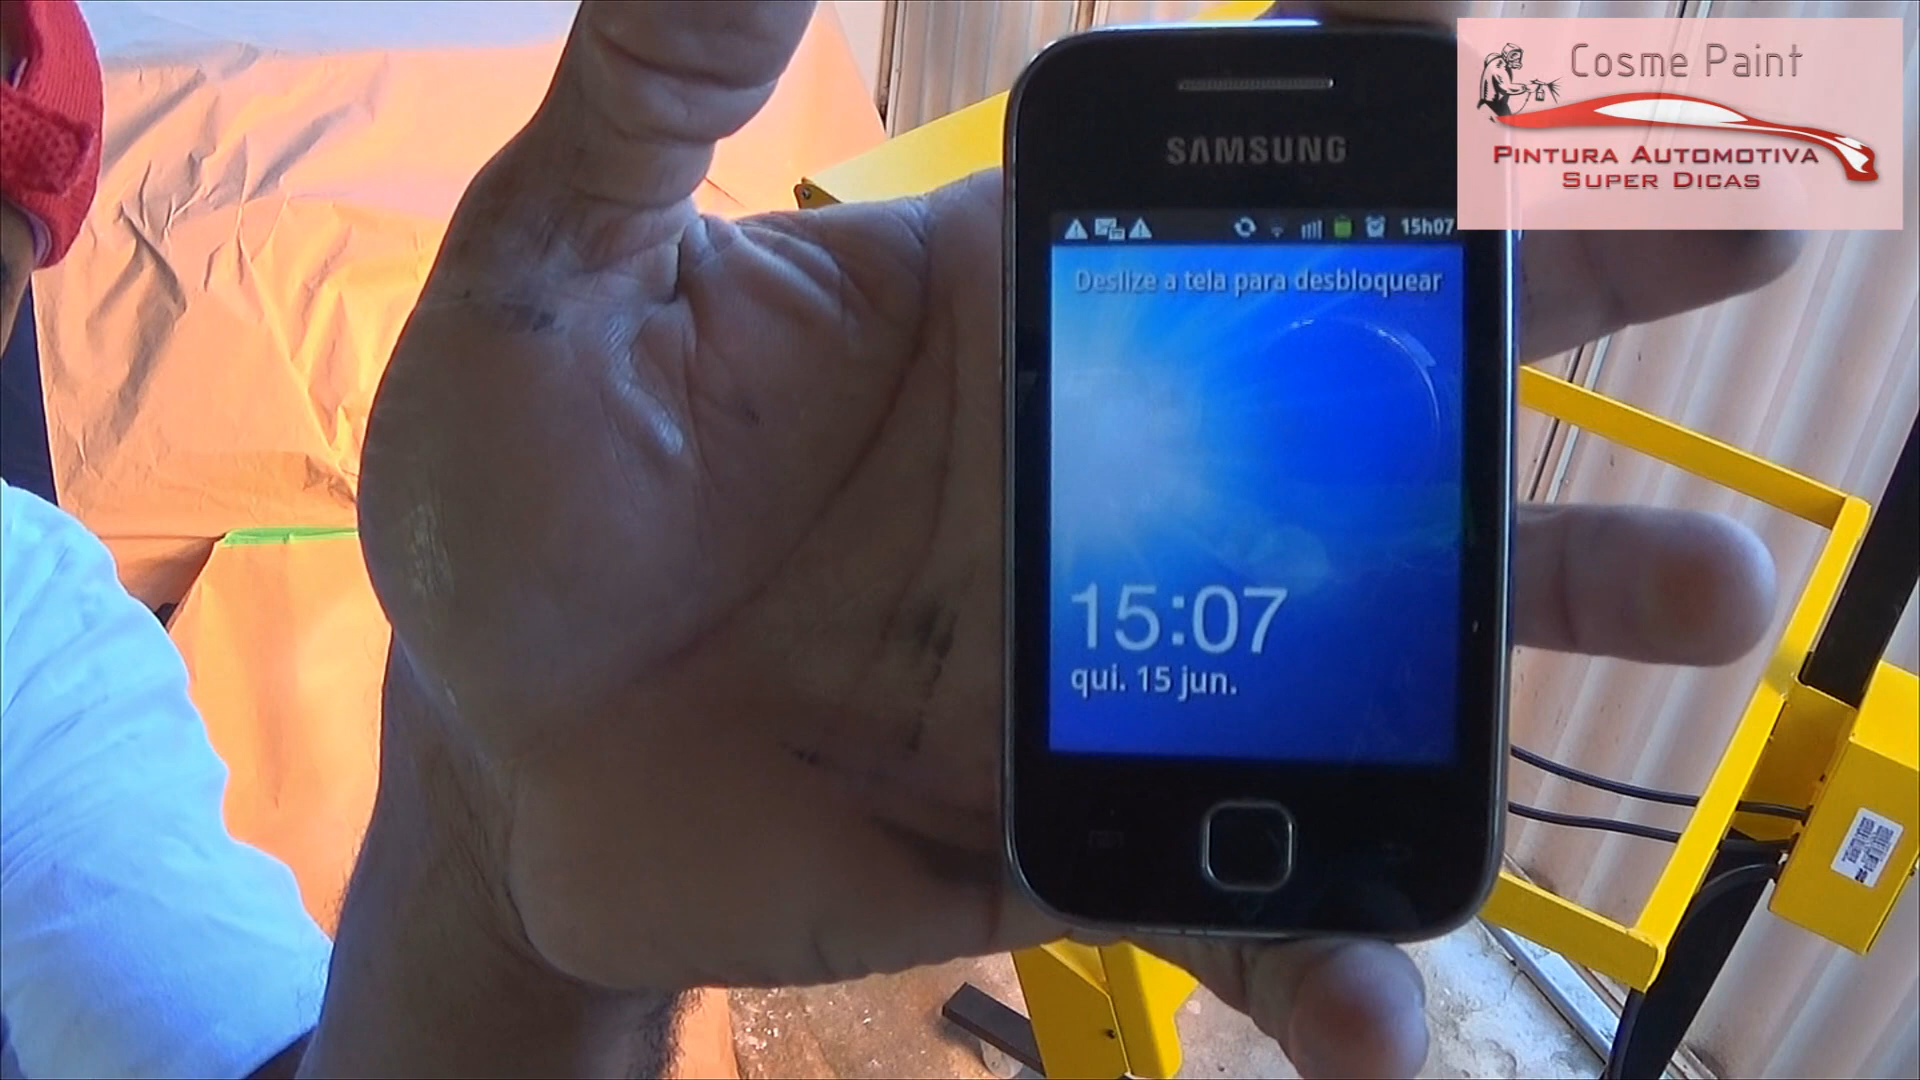 Cosme Paint
Pintura Automotiva
Super Dicas
SAMSUNG
15h07
Deslize a tela para desbloquear
15:07
qui. 15 jun.